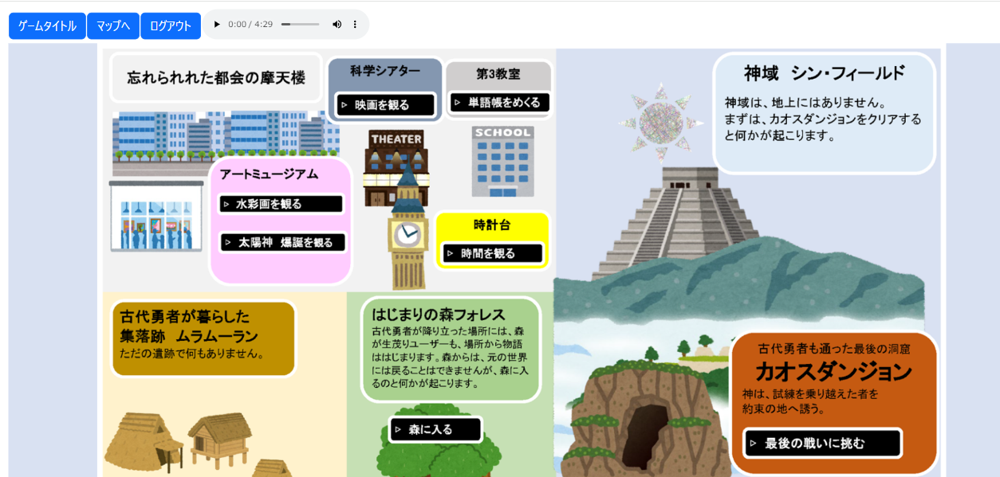 ゲームタイトル マップへ ログアウト 0:00 / 4:29
忘れられれた都会の摩天楼
科学シアター
▷ 映画を観る
第3教室
▷ 単語帳をめくる
THEATER
SCHOOL
アートミュージアム
▷ 水彩画を観る
▷ 太陽神 爆誕を観る
時計台
▷ 時間を観る
神域 シン・フィールド
神域は、地上にはありません。
まずは、カオスダンジョンをクリアする
と何かが起こります。
古代勇者が暮らした
集落跡 ムラムーラン
ただの遺跡で何もありません。
はじまりの森フォレス
古代勇者が降り立った場所には、森
が生茂りユーザーも、場所から物語
ははじまります。森からは、元の世界
には戻ることはできませんが、森に入
るのと何かが起こります。
▷ 森に入る
古代勇者も通った最後の洞窟
カオスダンジョン
神は、試練を乗り越えた者を
約束の地へ誘う。
▷ 最後の戦いに挑む